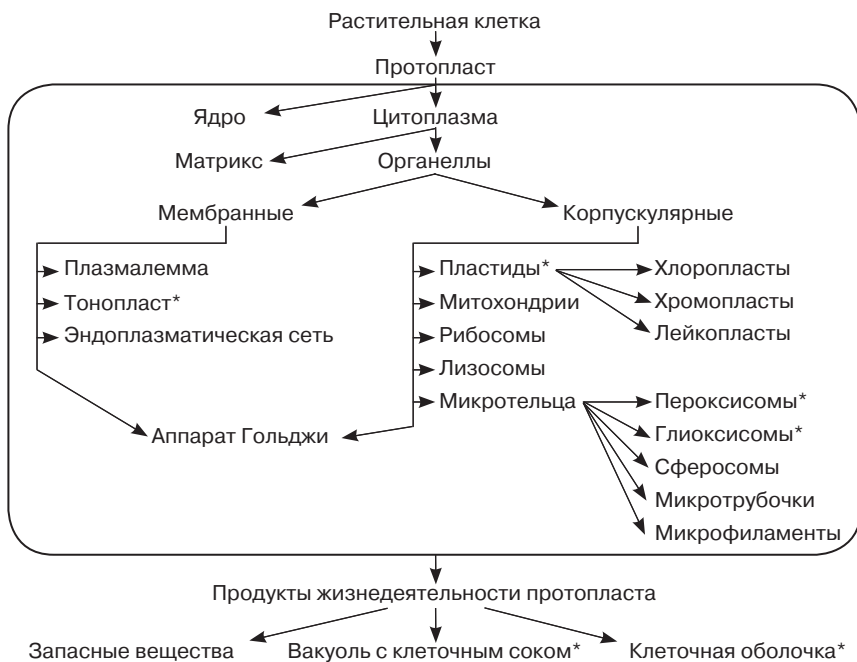 Растительная клетка
Протопласт
Ядро
Цитоплазма
Матрикс
Органеллы
Мембранные
Корпускулярные
Плазмалемма
Пластиды*
Хлоропласты
Тонопласт*
Митохондрии
Хромопласты
Эндоплазматическая сеть
Рибосомы
Лейкопласты
Лизосомы
Микротельца
Пероксисомы*
Аппарат Гольджи
Глиоксисомы*
Сферосомы
Микротрубочки
Микрофиламенты
Продукты жизнедеятельности протопласта
Запасные вещества
Вакуоль с клеточным соком*
Клеточная оболочка*